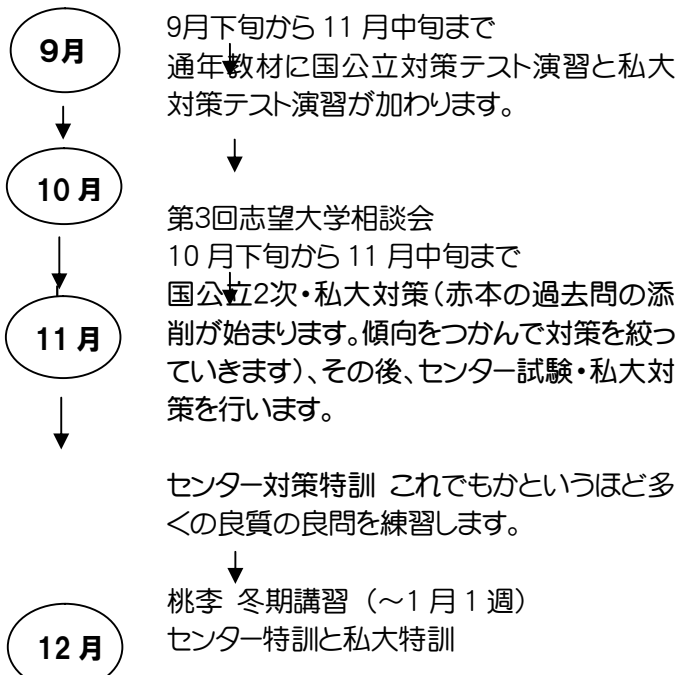 9月
9月下旬から11月中旬まで
通年教材に国公立対策テスト演習と私大
対策テスト演習が加わります。
10月
第3回志望大学相談会
10月下旬から11月中旬まで
国公立2次・私大対策(赤本の過去問の添
11月
削が始まります。傾向をつかんで対策を絞っ
ていきます)、その後、センター試験・私大対
策を行います。
センター対策特訓 これでもかというほど多
くの良質の良問を練習します。
桃李 冬期講習 (~1月1週)
12月
センター特訓と私大特訓